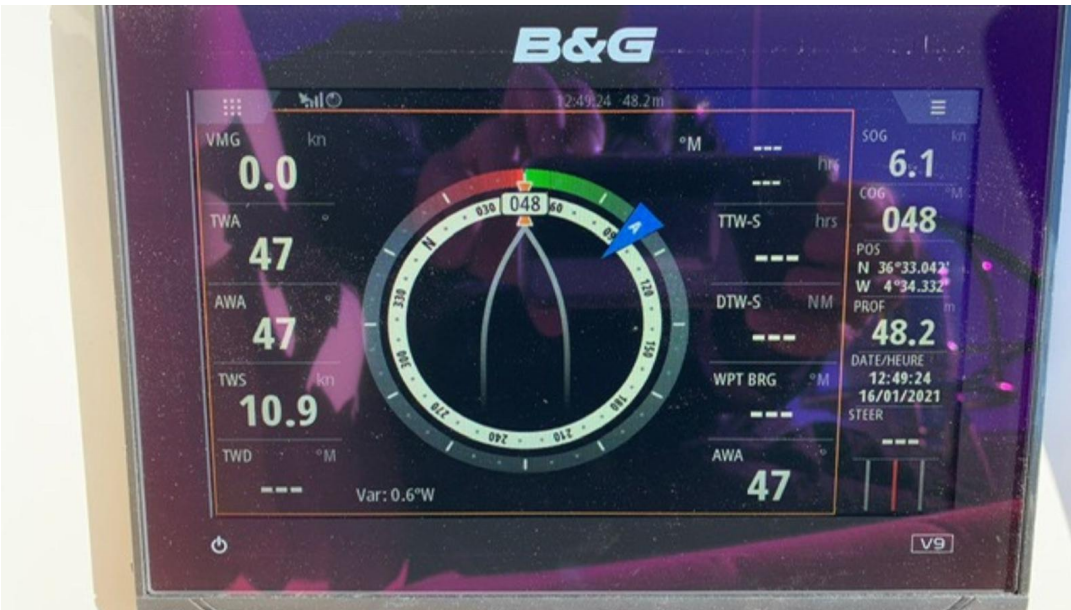 B&G
12:49:24 48.2m
VMG kn
0.0
TWA °
47
AWA °
47
TWS kn
10.9
TWD °M
---
030 048 60
N
330
300
270
240
210
180
150
120
90
A
Var: 0.6°W
°M ---
hrs
---
TTW-S hrs
---
DTW-S NM
---
WPT BRG °M
---
AWA °
47
SOG kn
6.1
COG °M
048
POS
N 36°33.042'
W 4°34.332'
PROF m
48.2
DATE/HEURE
12:49:24
16/01/2021
STEER
---
V9